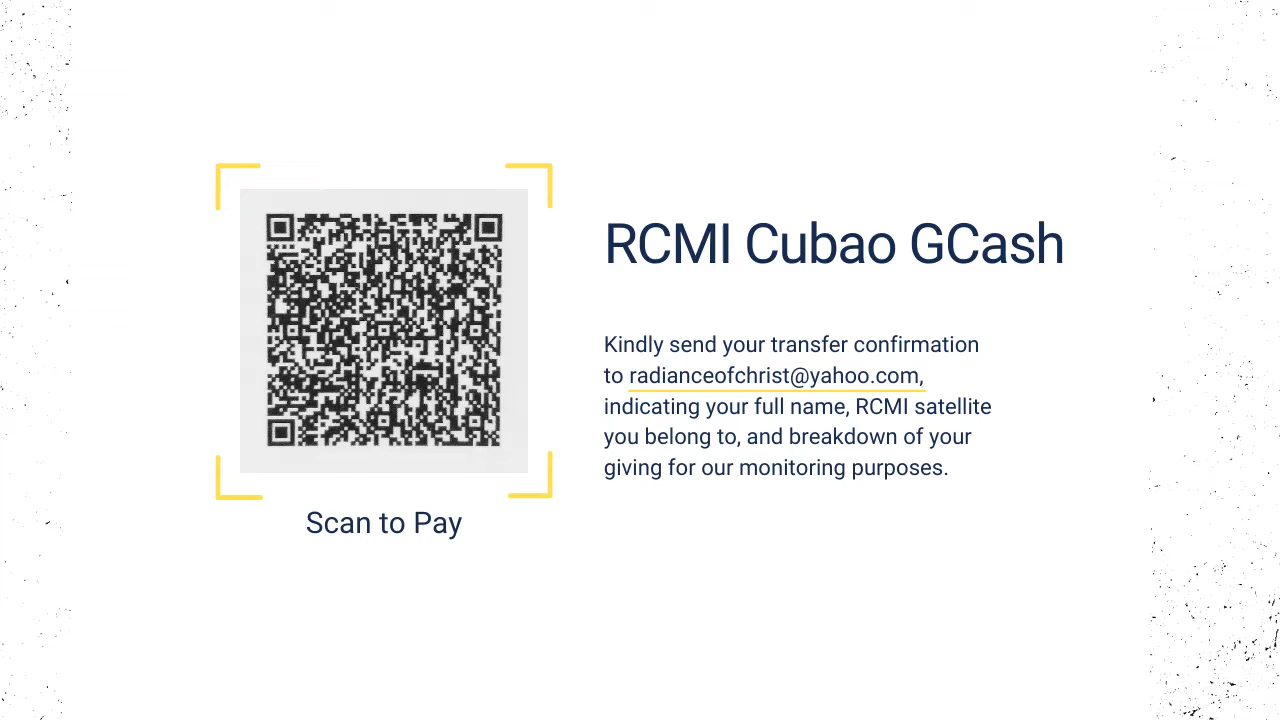 RCMI Cubao GCash
Kindly send your transfer confirmation
to radianceofchrist@yahoo.com,
indicating your full name, RCMI satellite
you belong to, and breakdown of your
giving for our monitoring purposes.
Scan to Pay